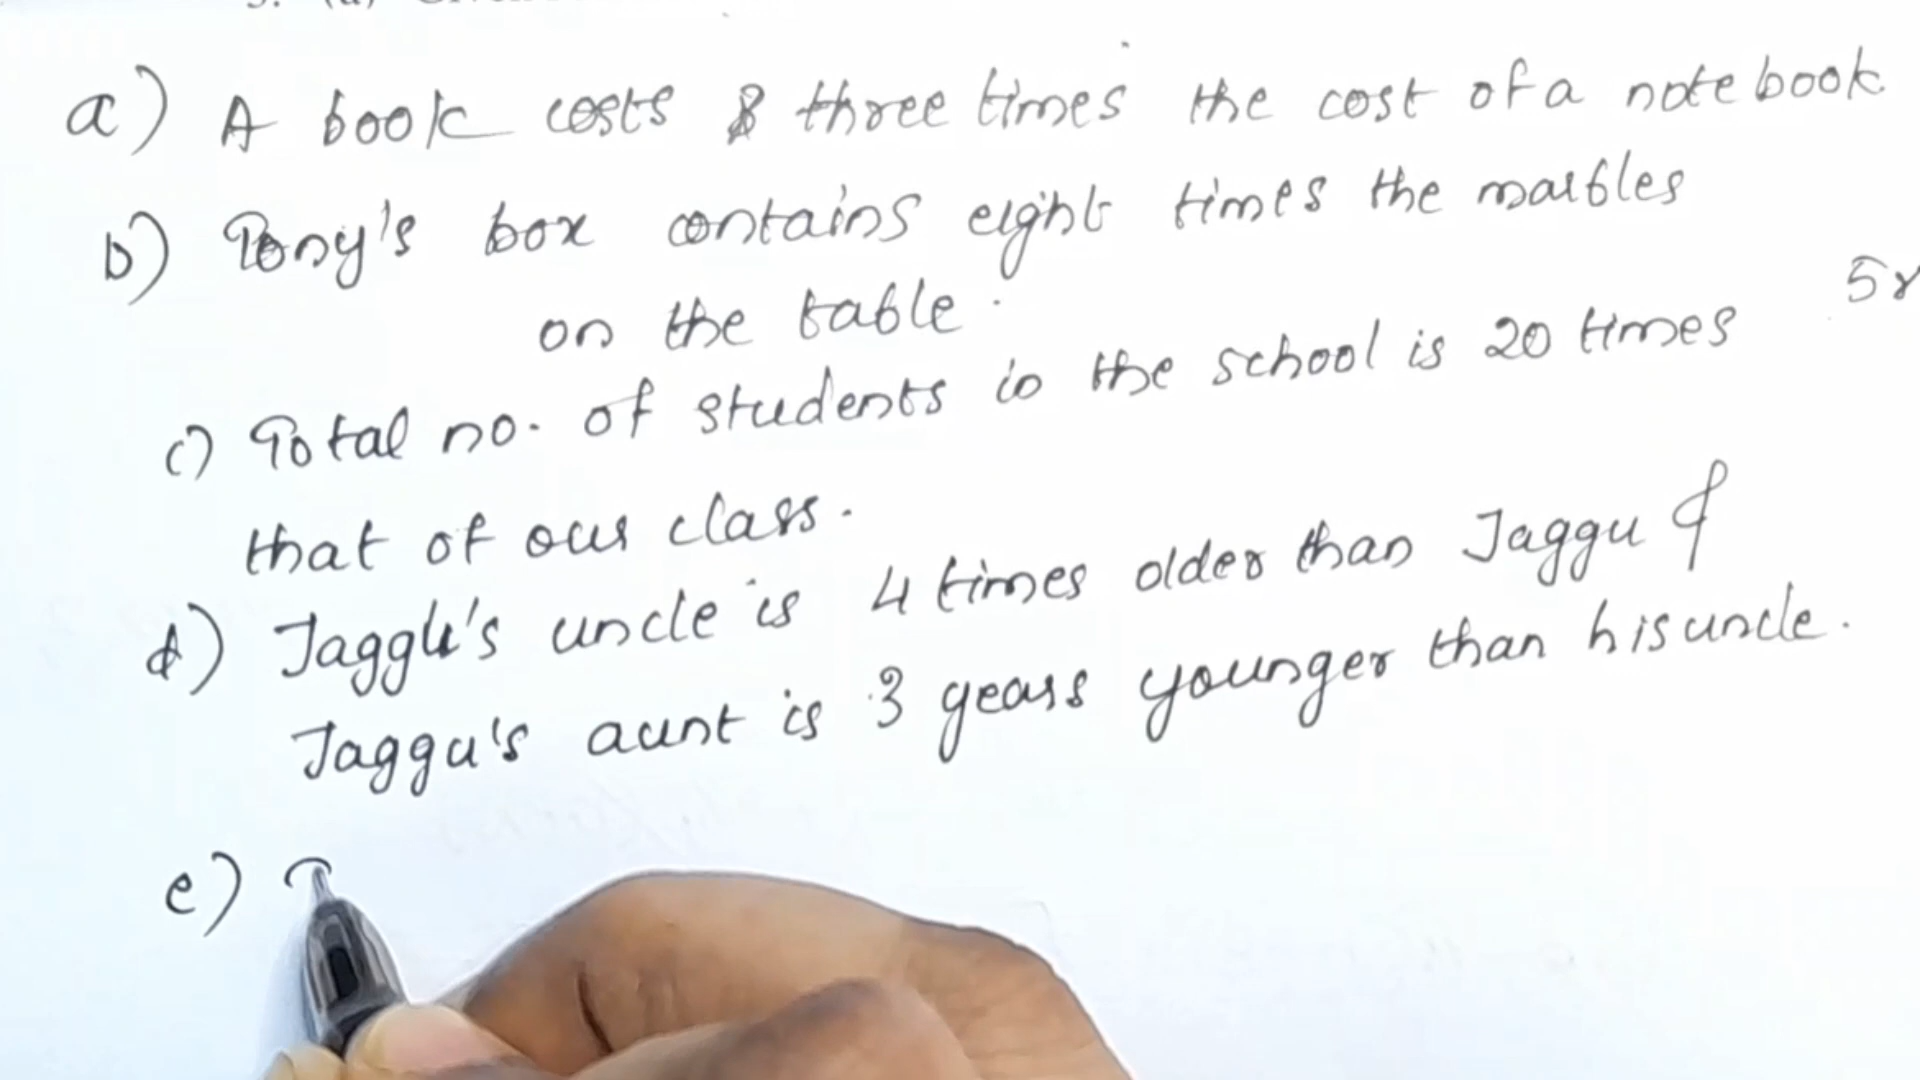 a) A book costs three times the cost of a notebook
b) Tony's box contains eight times the marbles
on the table.
c) Total no. of students in the school is 20 times
that of our class.
d) Jaggu's uncle is 4 times older than Jaggu &
Jaggu's aunt is 3 years younger than his uncle.
e)